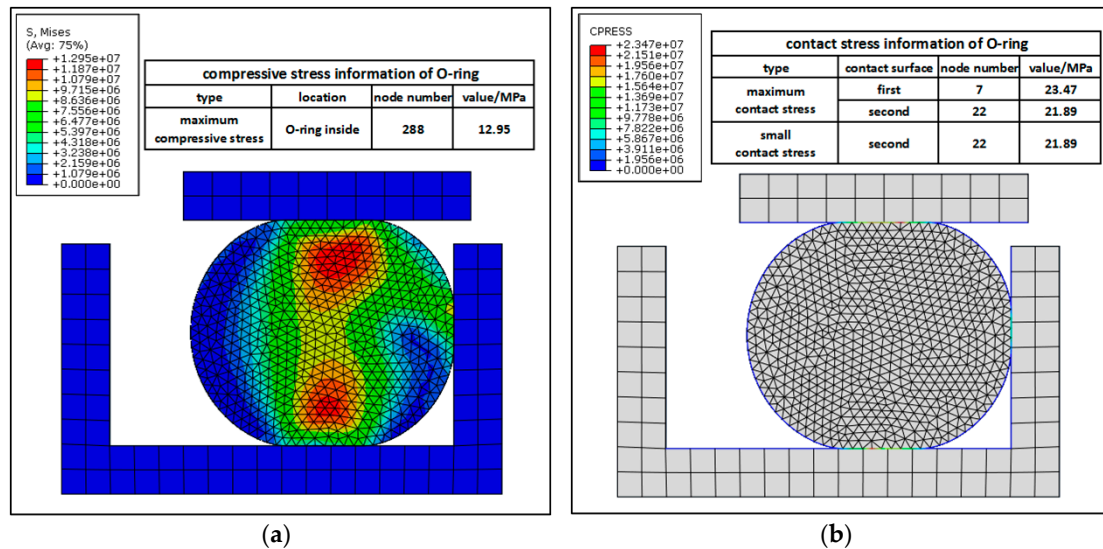 S, Mises
(Avg: 75%)
+1.295e+07
+1.187e+07
+1.079e+07
+9.715e+06
+8.636e+06
+7.556e+06
+6.477e+06
+5.397e+06
+4.318e+06
+3.238e+06
+2.159e+06
+1.079e+06
+0.000e+00
compressive stress information of O-ring
type location node number value/MPa
maximum
compressive stress O-ring inside 288 12.95
(a)
CPRESS
+2.347e+07
+2.151e+07
+1.956e+07
+1.760e+07
+1.564e+07
+1.369e+07
+1.173e+07
+9.778e+06
+7.822e+06
+5.867e+06
+3.911e+06
+1.956e+06
+0.000e+00
contact stress information of O-ring
type contact surface node number value/MPa
maximum
contact stress
first 7 23.47
second 22 21.89
small
contact stress
second 22 21.89
(b)